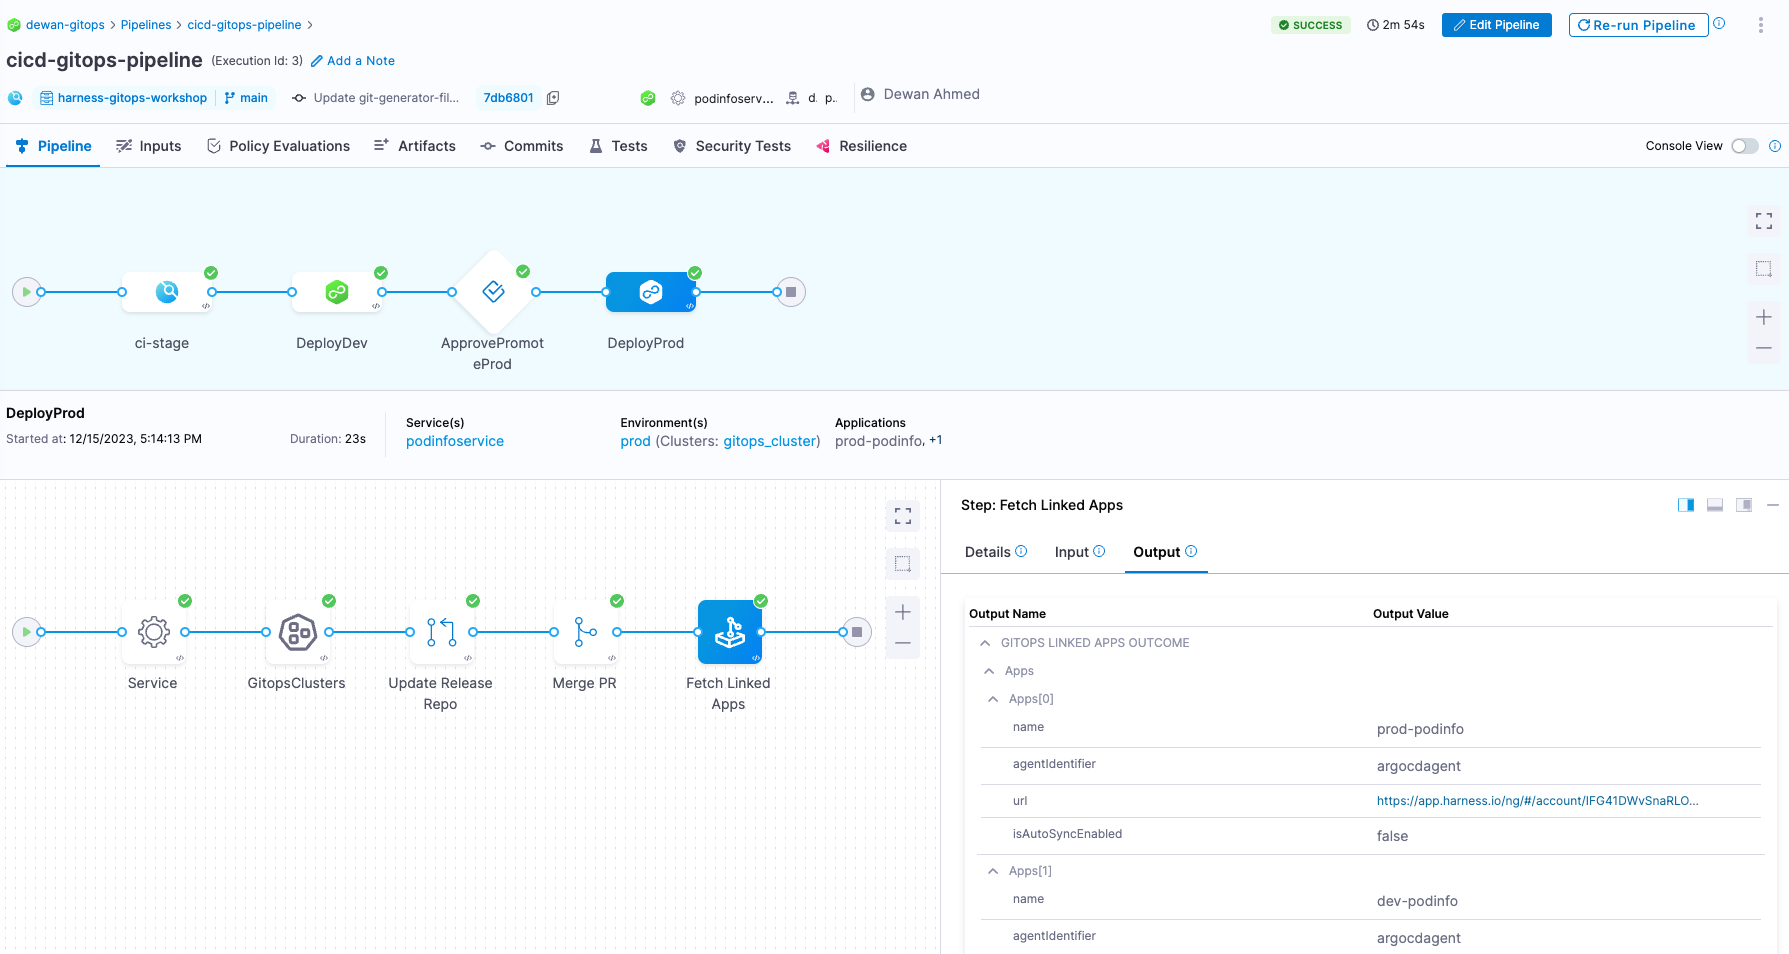 dewan-gitops > Pipelines > cicd-gitops-pipeline >
SUCCESS
2m 54s
Edit Pipeline
Re-run Pipeline
cicd-gitops-pipeline (Execution Id: 3) Add a Note
harness-gitops-workshop
main
Update git-generator-fil...
7db6801
podinfoserv...
d. p..
Dewan Ahmed
Pipeline
Inputs
Policy Evaluations
Artifacts
Commits
Tests
Security Tests
Resilience
Console View
ci-stage
DeployDev
ApprovePromot
eProd
DeployProd
DeployProd
Started at: 12/15/2023, 5:14:13 PM
Duration: 23s
Service(s)
podinfoservice
Environment(s)
prod (Clusters: gitops_cluster)
Applications
prod-podinfo, +1
Service
GitopsClusters
Update Release
Repo
Merge PR
Fetch Linked
Apps
Step: Fetch Linked Apps
Details
Input
Output
Output Name Output Value
GITOPS LINKED APPS OUTCOME
Apps
Apps[0]
name prod-podinfo
agentIdentifier argocdagent
url https://app.harness.io/ng/#/account/IFG41DWvSnaRLO...
isAutoSyncEnabled false
Apps[1]
name dev-podinfo
agentIdentifier argocdagent